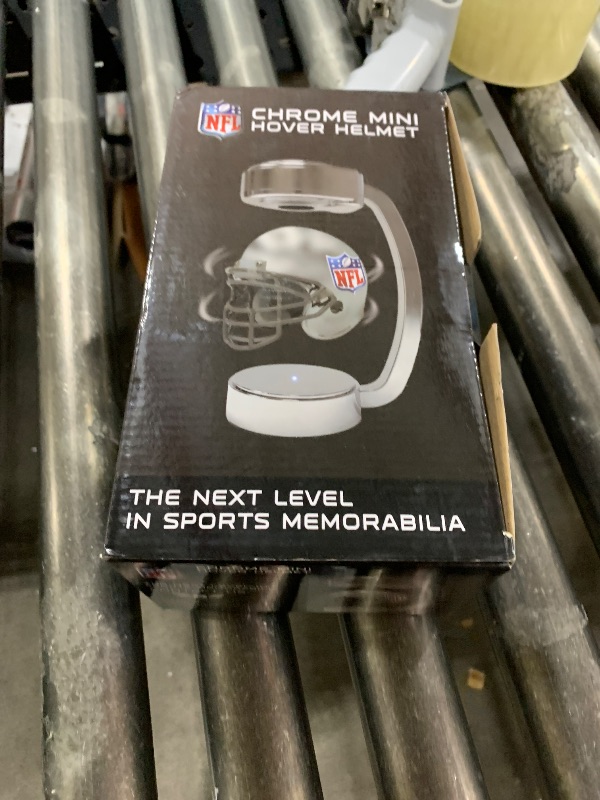 NFL
CHROME MINI
HOVER HELMET
NFL
THE NEXT LEVEL
IN SPORTS MEMORABILIA